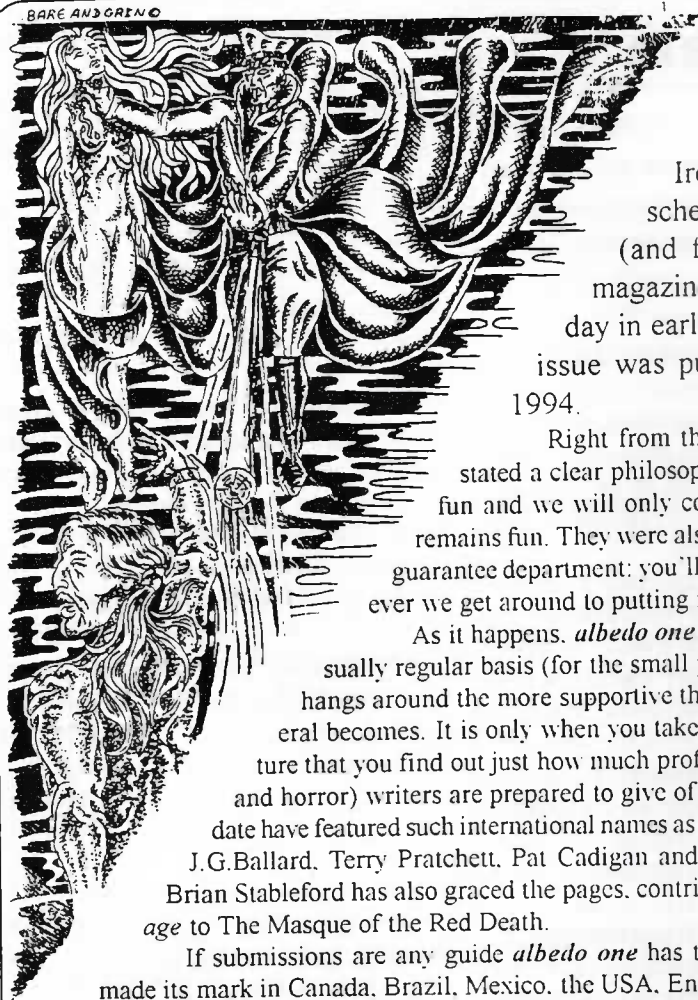 BARE AND GRIN ©
Ire
sche
(and f
magazin
day in earl
issue was pu
1994.
Right from th
stated a clear philosop
fun and we will only co
remains fun. They were als
guarantee department: you'll
ever we get around to putting
As it happens, albedo one
sually regular basis (for the small
hangs around the more supportive th
eral becomes. It is only when you take
ture that you find out just how much prof
and horror) writers are prepared to give of
date have featured such international names as
J.G.Ballard, Terry Pratchett, Pat Cadigan and
Brian Stableford has also graced the pages, contri
age to The Masque of the Red Death.
If submissions are any guide albedo one has t
made its mark in Canada, Brazil, Mexico, the USA, En